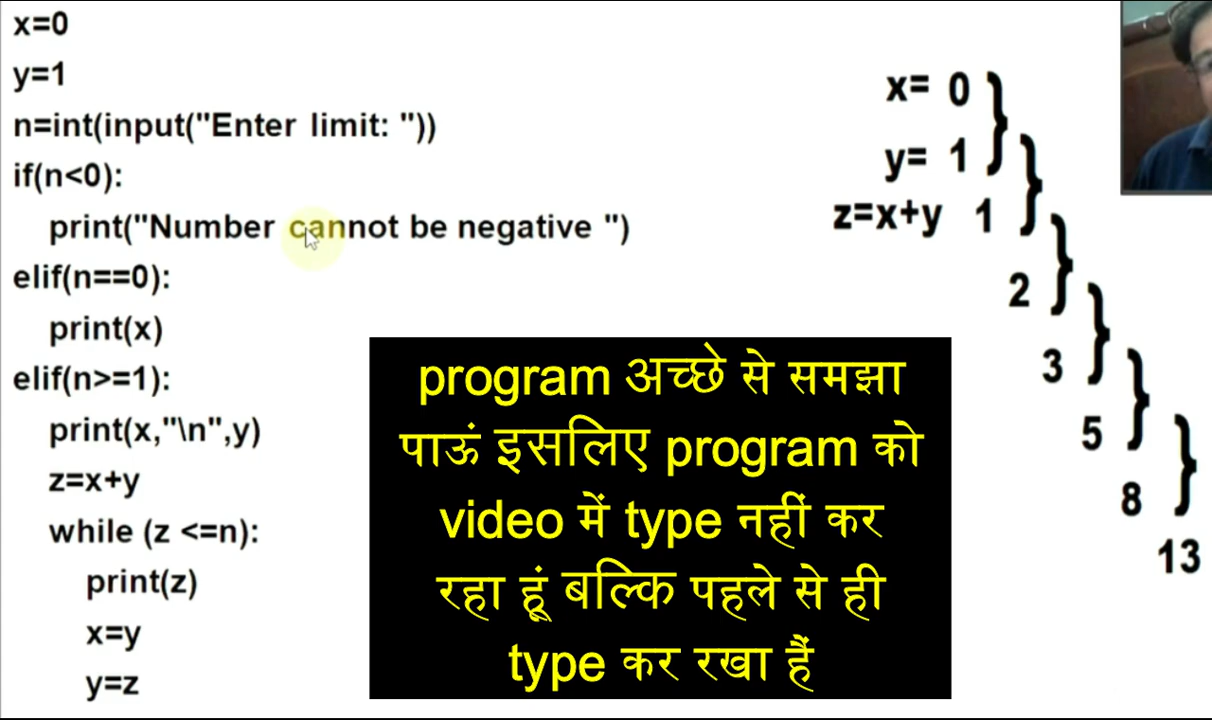 x=0
y=1
n=int(input("Enter limit: "))
if(n<0):
print("Number cannot be negative ")
elif(n==0):
print(x)
elif(n>=1):
print(x,"\n",y)
z=x+y
while (z <=n):
print(z)
x=y
y=z
x= 0
y= 1
z=x+y 1
2
3
5
8
13
program अच्छे से समझा
पाऊं इसलिए program को
video में type नहीं कर
रहा हूं बल्कि पहले से ही
type कर रखा हैं